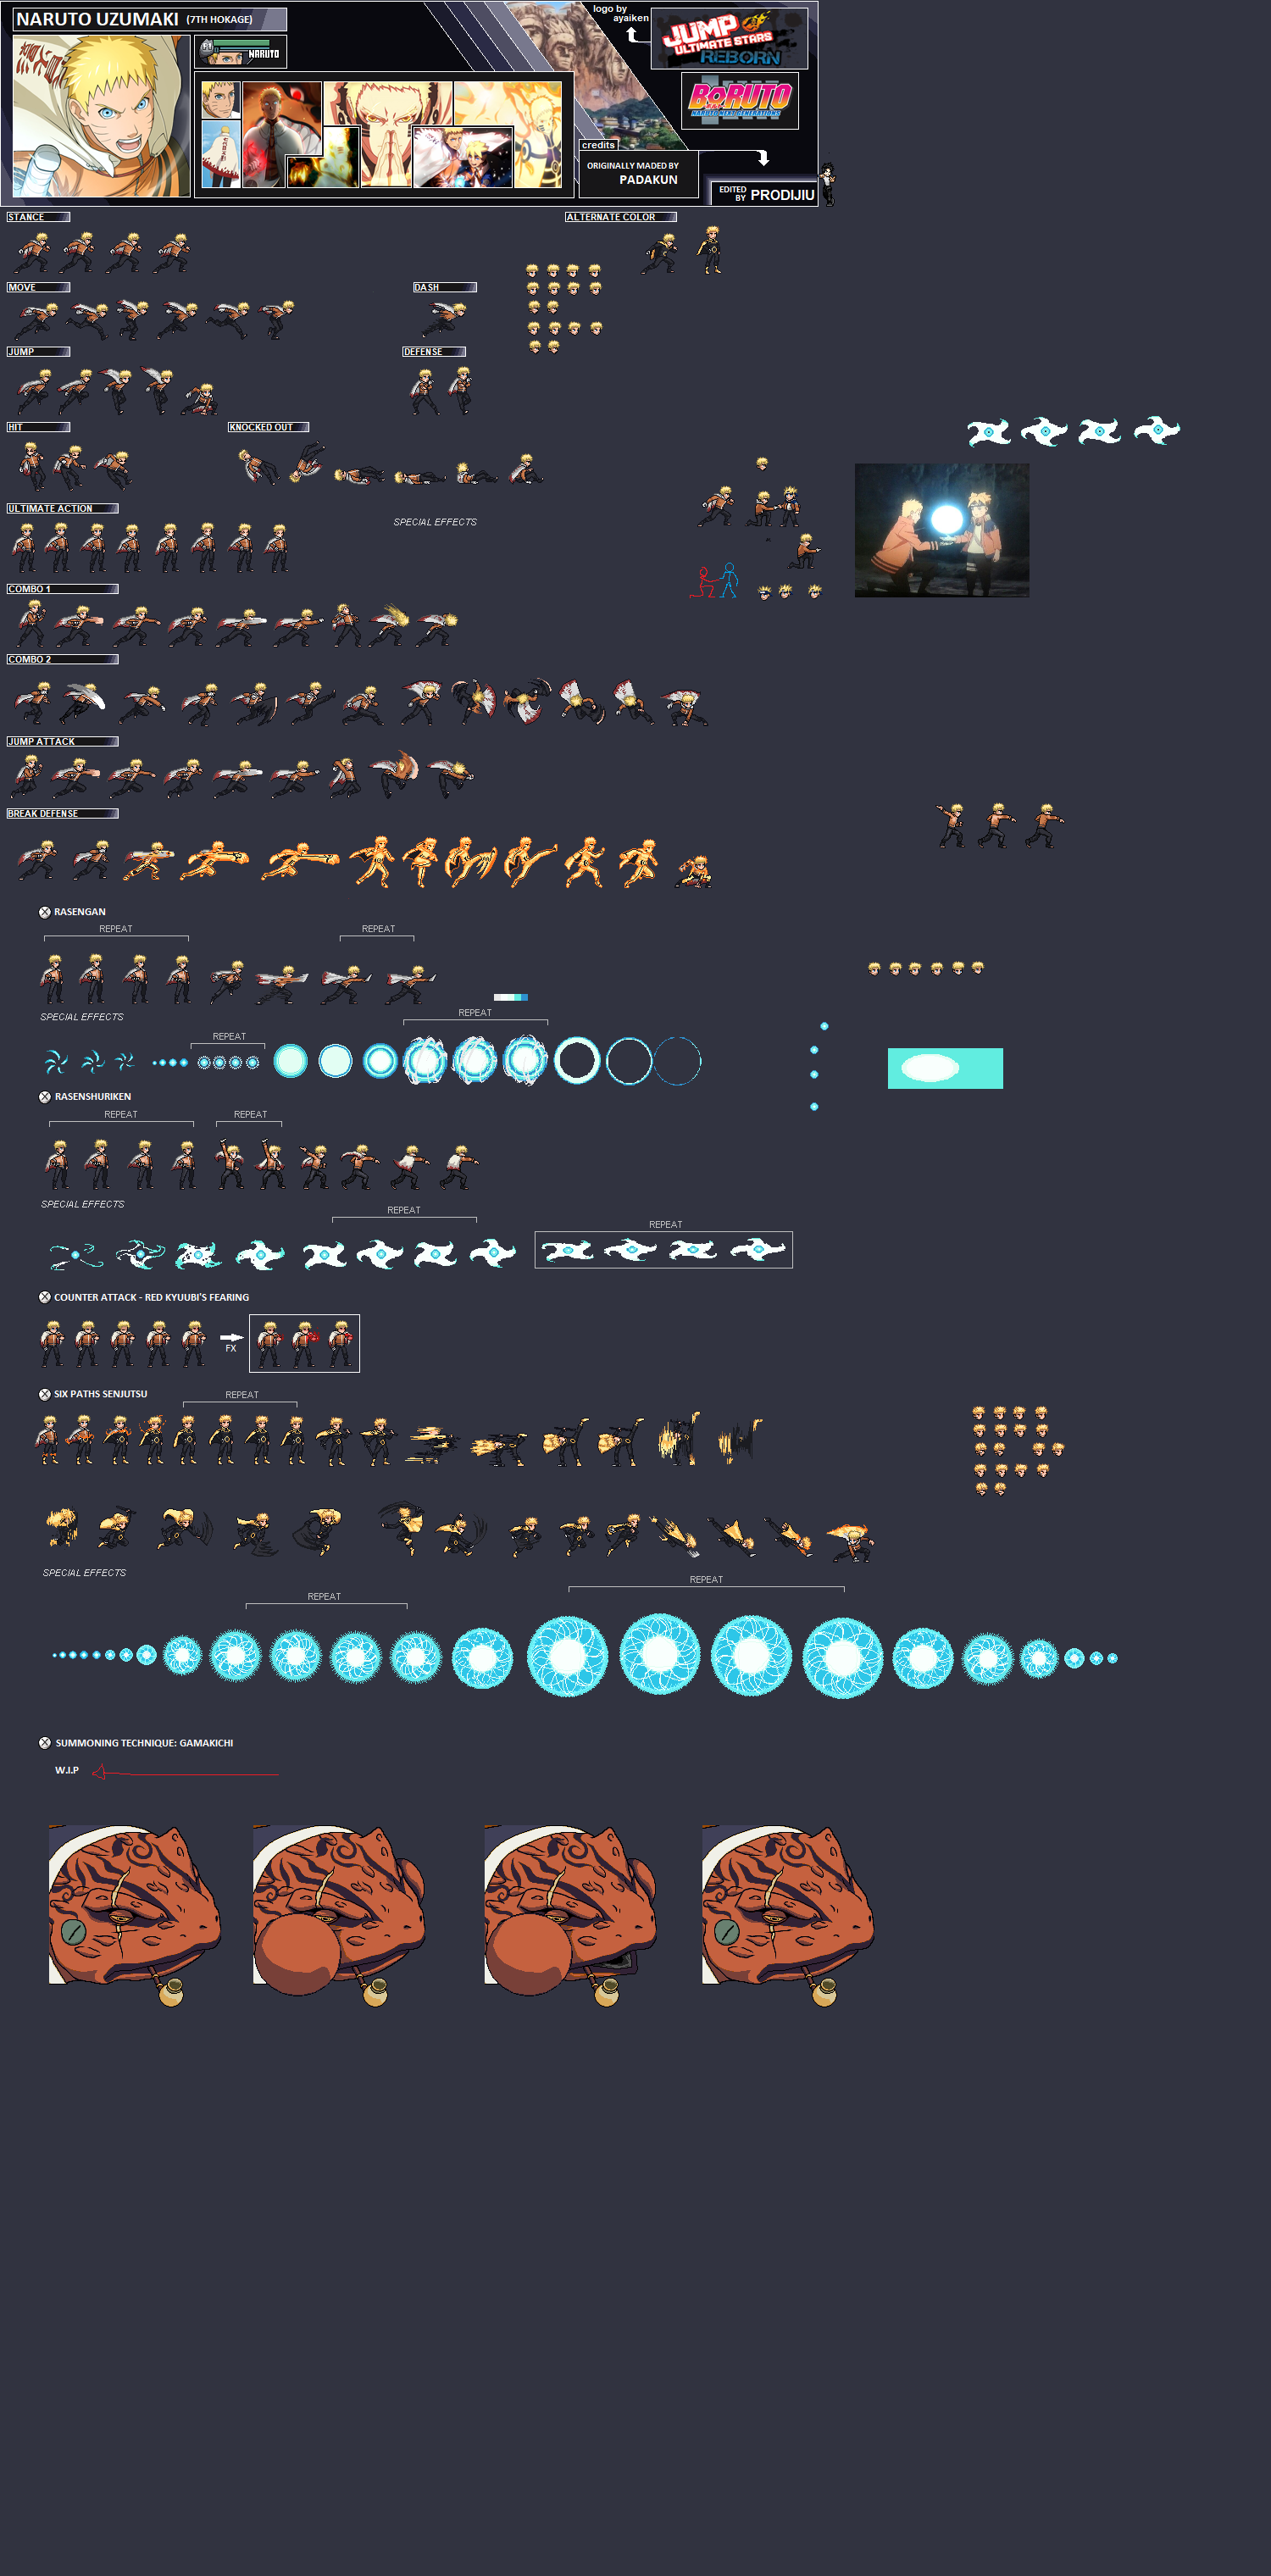 NARUTO UZUMAKI (7TH HOKAGE)
NARUTO
logo by
ayaiken
JUMP
ULTIMATE STARS
REBORN
BORUTO
NARUTO NEXT GENERATIONS
credits
ORIGINALLY MADED BY
PADAKUN
EDITED
BY PRODIJIU
STANCE
ALTERNATE COLOR
MOVE
DASH
JUMP
DEFENSE
HIT
KNOCKED OUT
ULTIMATE ACTION
SPECIAL EFFECTS
COMBO 1
COMBO 2
JUMP ATTACK
BREAK DEFENSE
RASENGAN
REPEAT
REPEAT
SPECIAL EFFECTS
REPEAT
REPEAT
RASENSHURIKEN
REPEAT
REPEAT
SPECIAL EFFECTS
REPEAT
REPEAT
COUNTER ATTACK - RED KYUUBI'S FEARING
FX
SIX PATHS SENJUTSU
REPEAT
SPECIAL EFFECTS
REPEAT
REPEAT
SUMMONING TECHNIQUE: GAMAKICHI
W.I.P